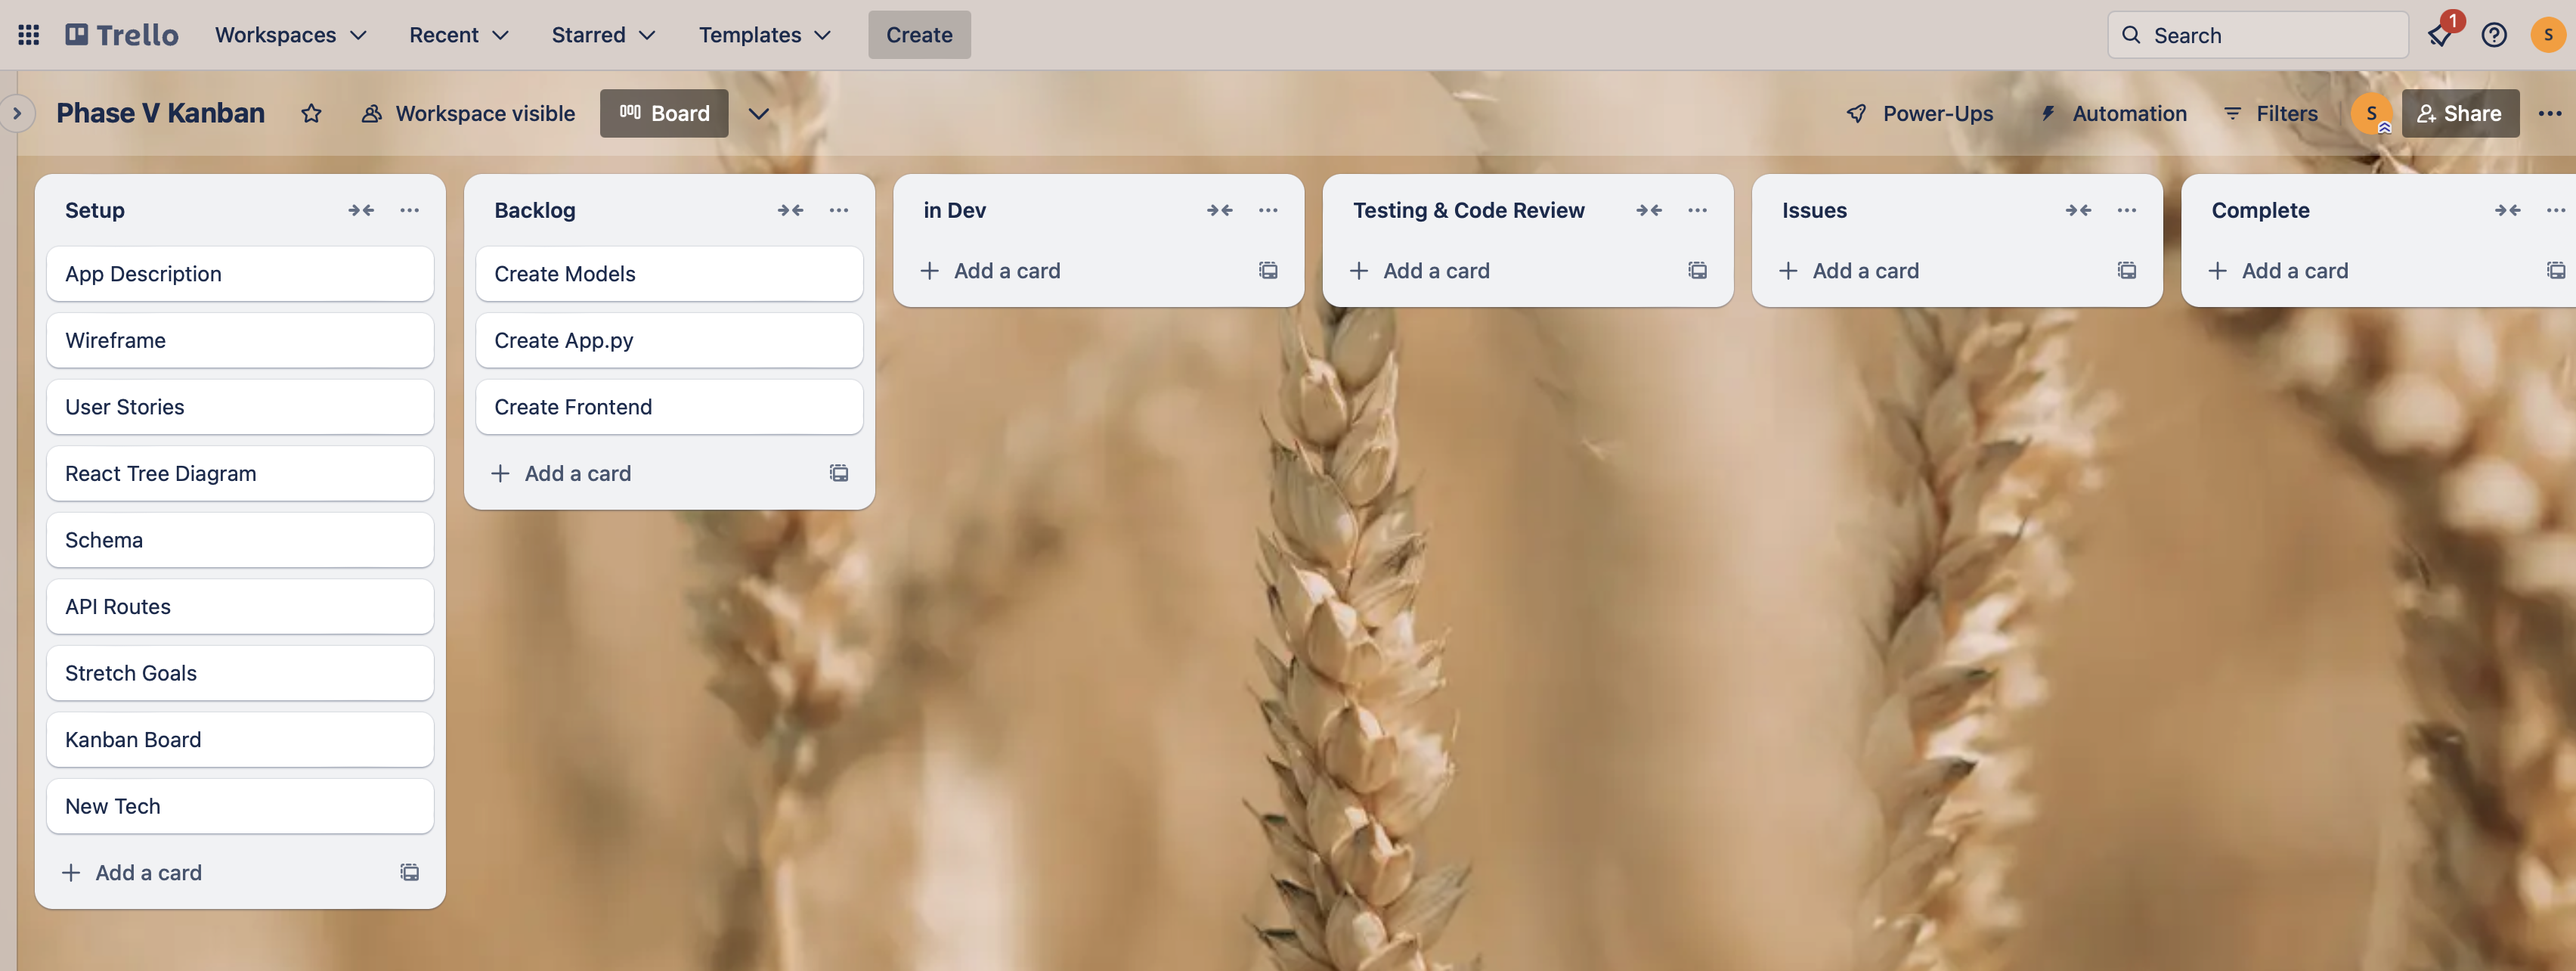 Trello Workspaces Recent Starred Templates Create Search 1 S
Phase V Kanban Workspace visible Board Power-Ups Automation Filters S Share
Setup
App Description
Wireframe
User Stories
React Tree Diagram
Schema
API Routes
Stretch Goals
Kanban Board
New Tech
Add a card
Backlog
Create Models
Create App.py
Create Frontend
Add a card
in Dev
Add a card
Testing & Code Review
Add a card
Issues
Add a card
Complete
Add a card